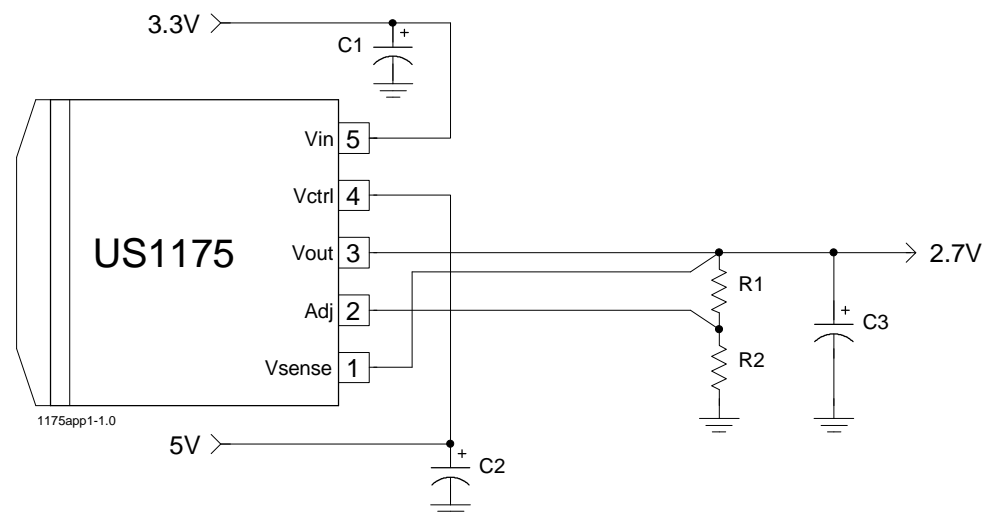 3.3V
C1
+
Vin 5
Vctrl 4
US1175
Vout 3
2.7V
R1
Adj 2
+
C3
R2
Vsense 1
1175app1-1.0
5V
+
C2